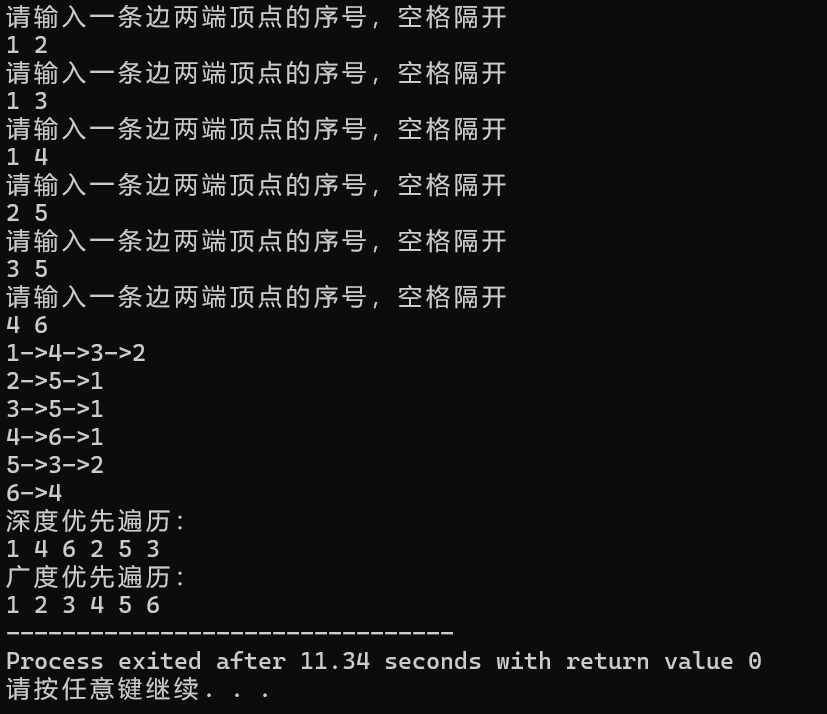 请输入一条边两端顶点的序号，空格隔开
1 2
请输入一条边两端顶点的序号，空格隔开
1 3
请输入一条边两端顶点的序号，空格隔开
1 4
请输入一条边两端顶点的序号，空格隔开
2 5
请输入一条边两端顶点的序号，空格隔开
3 5
请输入一条边两端顶点的序号，空格隔开
4 6
1->4->3->2
2->5->1
3->5->1
4->6->1
5->3->2
6->4
深度优先遍历：
1 4 6 2 5 3
广度优先遍历：
1 2 3 4 5 6
--------------------------------
Process exited after 11.34 seconds with return value 0
请按任意键继续. . .